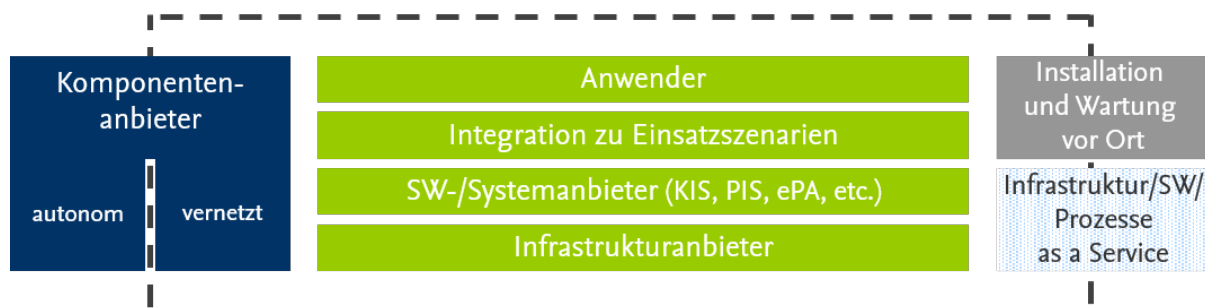 Komponenten-
anbieter
autonom
vernetzt
Anwender
Integration zu Einsatzszenarien
SW-/Systemanbieter (KIS, PIS, ePA, etc.)
Infrastrukturanbieter
Installation
und Wartung
vor Ort
Infrastruktur/SW/
Prozesse
as a Service